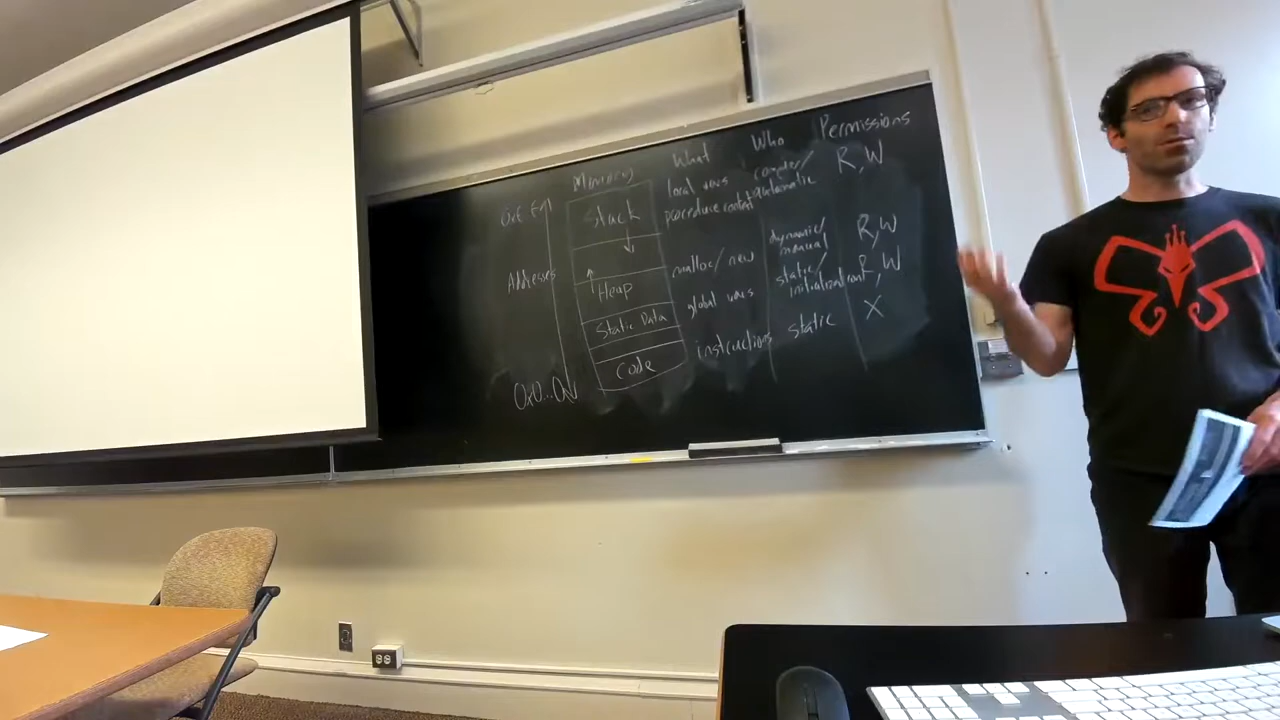 Memory What Who Permissions
0xF...F Stack local vars compiler/ R,W
procedure context automatic
Addresses Heap malloc/new dynamic/ R,W
manual
Static Data global vars static/ R,W
initialization
Code instructions static X
0x0...0